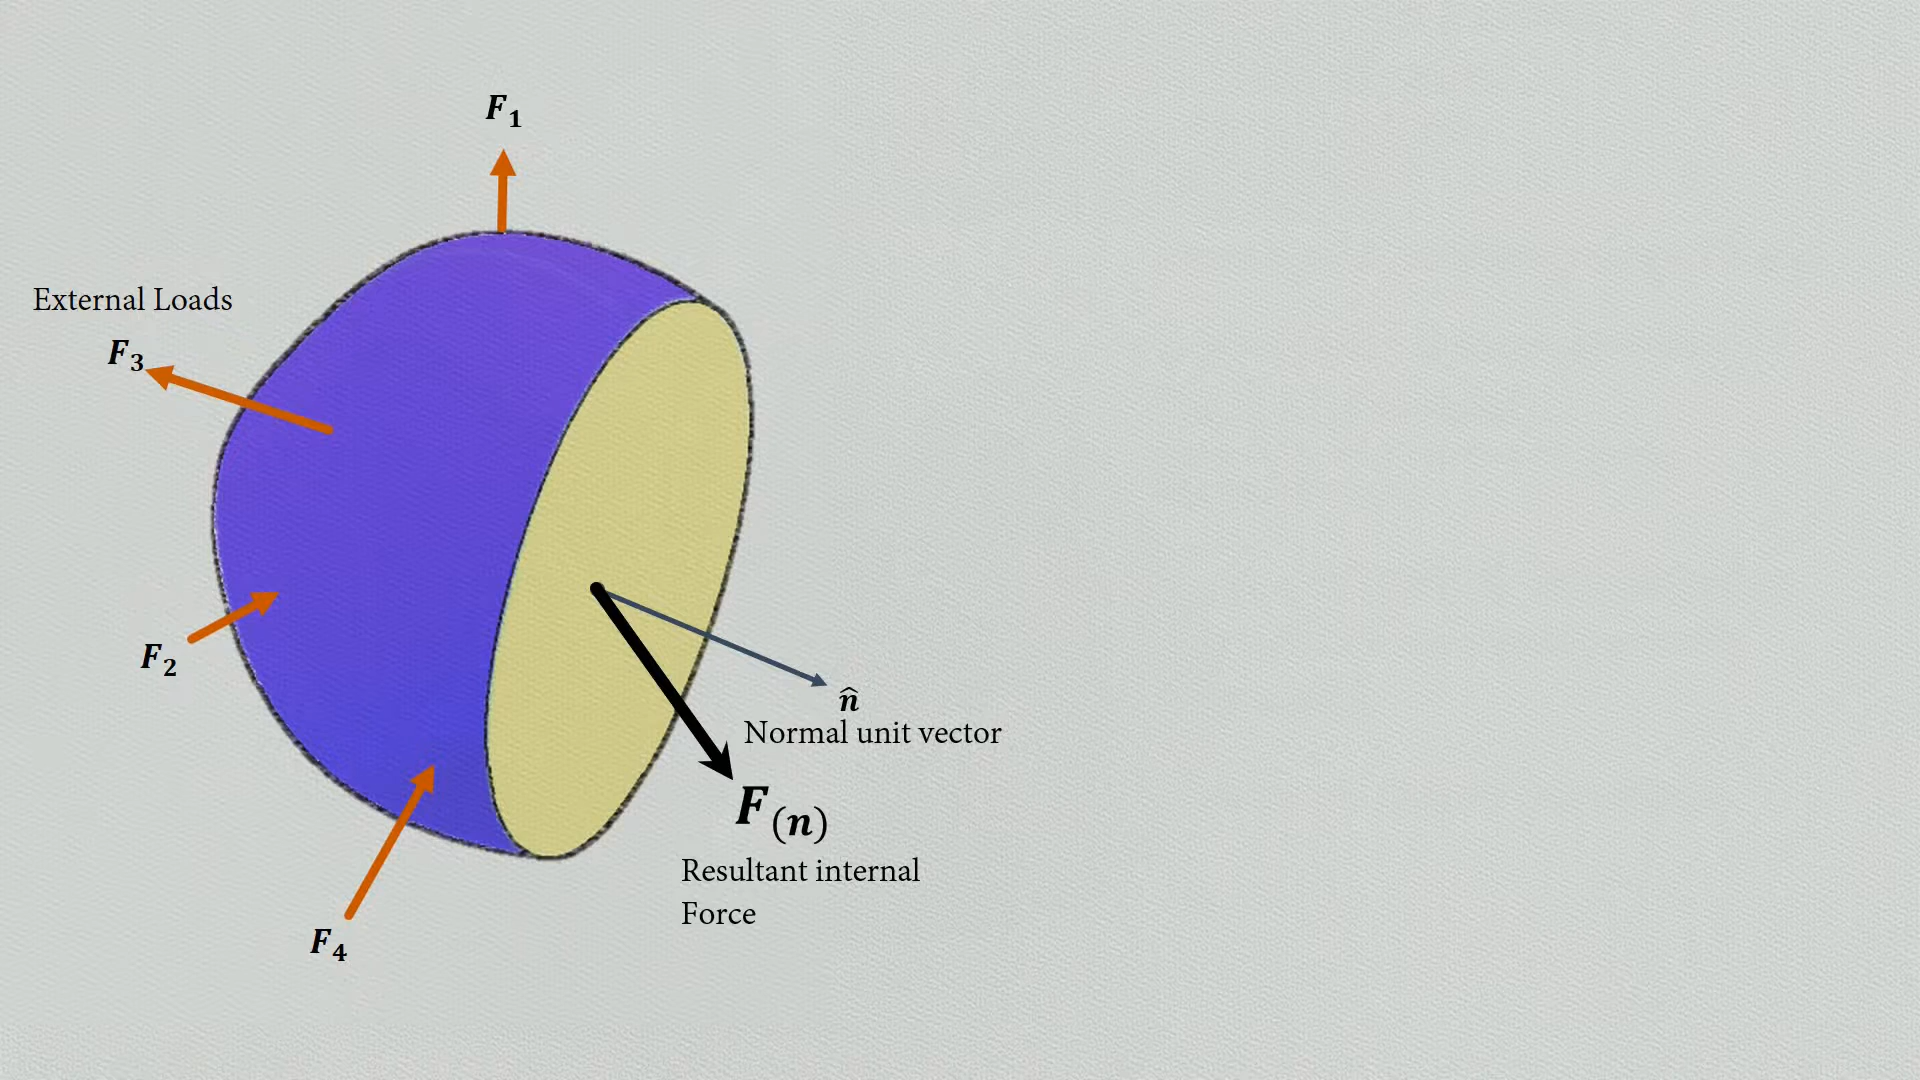 F₁
External Loads
F₃
F₂
n̂
Normal unit vector
F₍ₙ₎
Resultant internal
Force
F₄